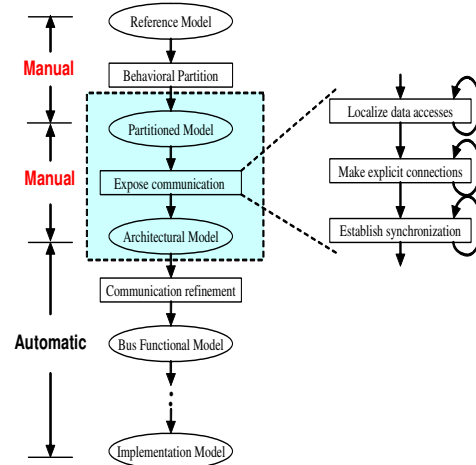 Reference Model
Manual
Behavioral Partition
Partitioned Model
Manual
Expose communication
Architectural Model
Communication refinement
Automatic
Bus Functional Model
Implementation Model
Localize data accesses
Make explicit connections
Establish synchronization